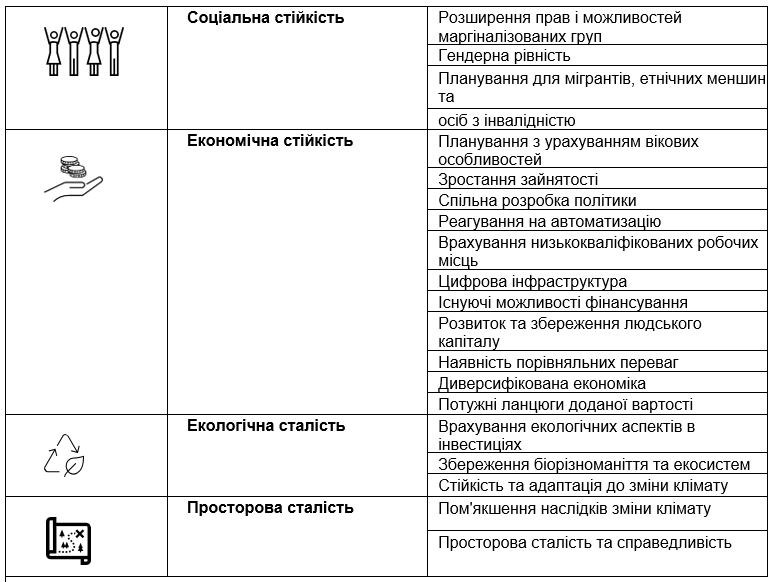 Соціальна стійкість
Розширення прав і можливостей
маргіналізованих груп
Гендерна рівність
Планування для мігрантів, етнічних меншин
та
осіб з інвалідністю
Економічна стійкість
Планування з урахуванням вікових
особливостей
Зростання зайнятості
Спільна розробка політики
Реагування на автоматизацію
Врахування низькокваліфікованих робочих
місць
Цифрова інфраструктура
Існуючі можливості фінансування
Розвиток та збереження людського
капіталу
Наявність порівняльних переваг
Диверсифікована економіка
Потужні ланцюги доданої вартості
Екологічна сталість
Врахування екологічних аспектів в
інвестиціях
Збереження біорізноманіття та екосистем
Стійкість та адаптація до зміни клімату
Просторова сталість
Пом'якшення наслідків зміни клімату
Просторова сталість та справедливість